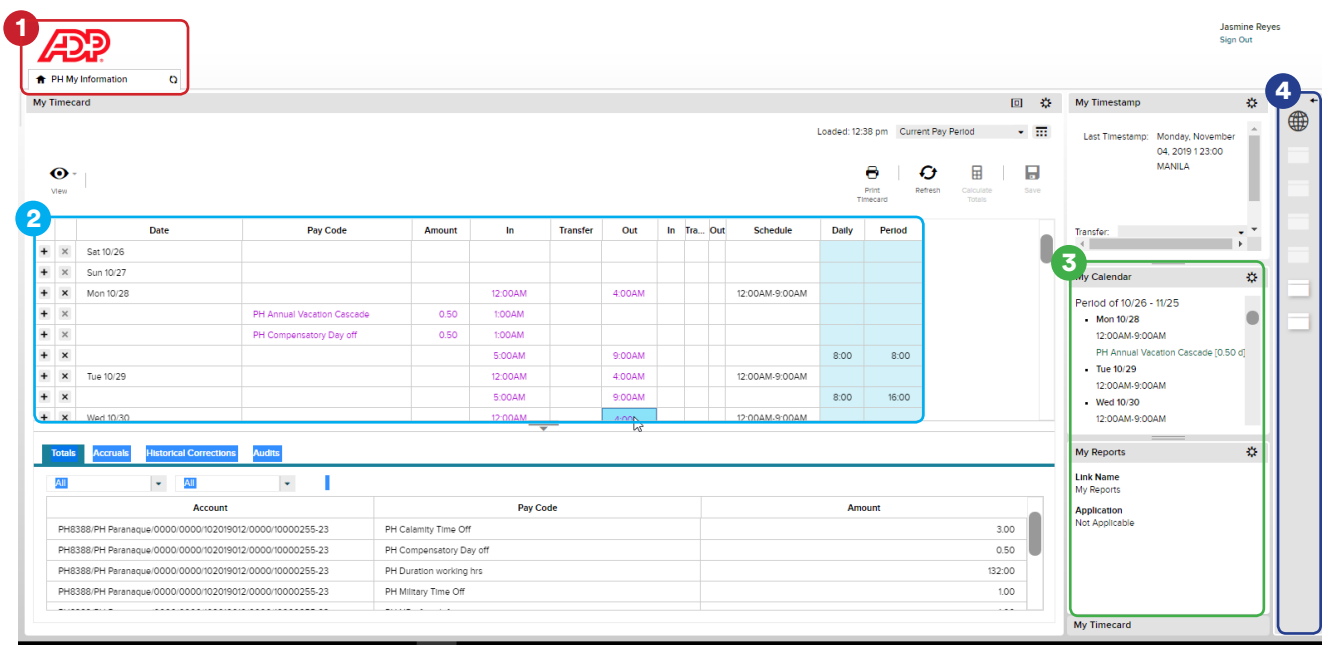 1
ADP
PH My Information
Jasmine Reyes
Sign Out
4
My Timecard
Loaded: 12:38 pm Current Pay Period
View
Print Timecard
Refresh
Calculate Totals
Save
2
Date Pay Code Amount In Transfer Out In Tra... Out Schedule Daily Period
+ × Sat 10/26
+ × Sun 10/27
+ × Mon 10/28 12:00AM 4:00AM 12:00AM-9:00AM
+ × PH Annual Vacation Cascade 0.50 1:00AM
+ × PH Compensatory Day off 0.50 1:00AM
+ × 5:00AM 9:00AM 8:00 8:00
+ × Tue 10/29 12:00AM 4:00AM 12:00AM-9:00AM
+ × 5:00AM 9:00AM 8:00 16:00
+ × Wed 10/30 12:00AM 4:00 12:00AM-9:00AM
Totals Accruals Historical Corrections Audits
All All
Account Pay Code Amount
PH8388/PH Paranaque/0000/0000/102019012/0000/10000255-23 PH Calamity Time Off 3.00
PH8388/PH Paranaque/0000/0000/102019012/0000/10000255-23 PH Compensatory Day off 0.50
PH8388/PH Paranaque/0000/0000/102019012/0000/10000255-23 PH Duration working hrs 132:00
PH8388/PH Paranaque/0000/0000/102019012/0000/10000255-23 PH Military Time Off 1.00
My Timestamp
Last Timestamp: Monday, November
04, 2019 1 23:00
MANILA
Transfer:
3
My Calendar
Period of 10/26 - 11/25
• Mon 10/28
12:00AM-9:00AM
PH Annual Vacation Cascade [0.50 d]
• Tue 10/29
12:00AM-9:00AM
• Wed 10/30
12:00AM-9:00AM
My Reports
Link Name
My Reports
Application
Not Applicable
My Timecard